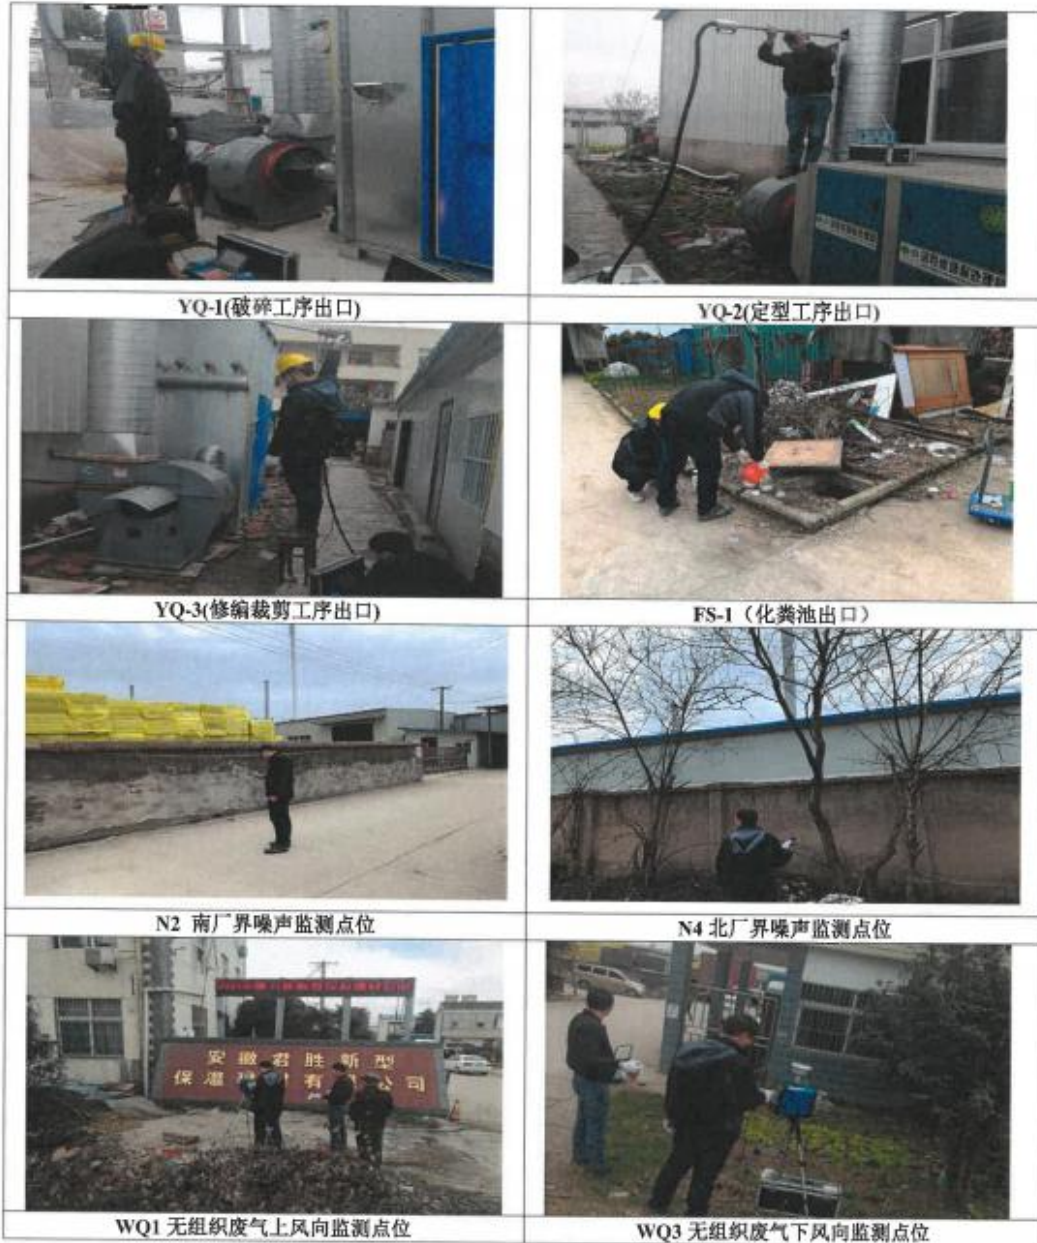 YQ-1(破碎工序出口)
YQ-2(定型工序出口)
YQ-3(修编裁剪工序出口)
FS-1（化粪池出口）
N2 南厂界噪声监测点位
N4 北厂界噪声监测点位
安徽君胜新型
保温 有 公司
WQ1 无组织废气上风向监测点位
WQ3 无组织废气下风向监测点位